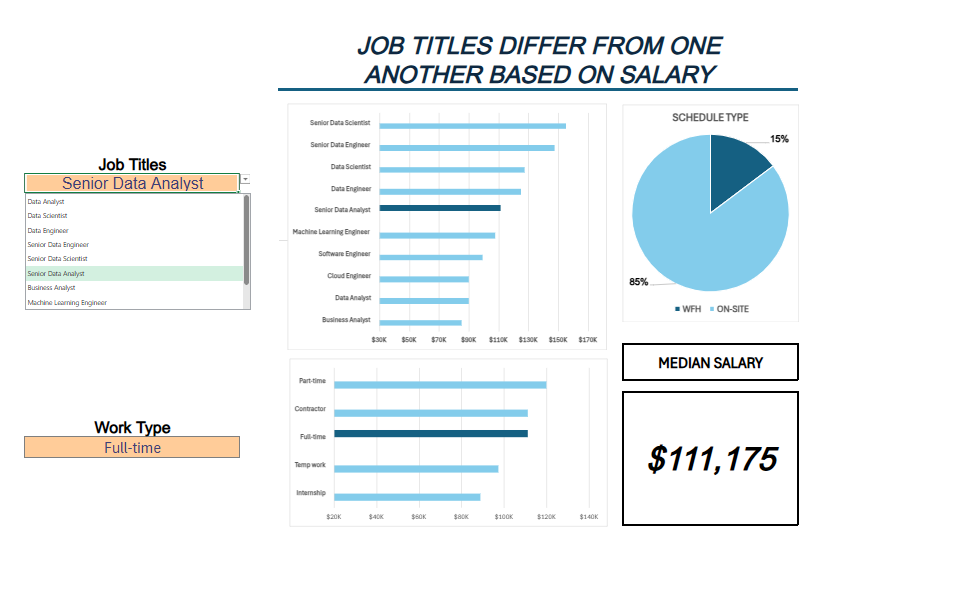 JOB TITLES DIFFER FROM ONE
ANOTHER BASED ON SALARY
Job Titles
Senior Data Analyst
Data Analyst
Data Scientist
Data Engineer
Senior Data Engineer
Senior Data Scientist
Senior Data Analyst
Business Analyst
Machine Learning Engineer
Work Type
Full-time
Senior Data Scientist
Senior Data Engineer
Data Scientist
Data Engineer
Senior Data Analyst
Machine Learning Engineer
Software Engineer
Cloud Engineer
Data Analyst
Business Analyst
$30K $50K $70K $90K $110K $130K $150K $170K
Part-time
Contractor
Full-time
Temp work
Internship
$20K $40K $60K $80K $100K $120K $140K
SCHEDULE TYPE
15%
85%
WFH ON-SITE
MEDIAN SALARY
$111,175